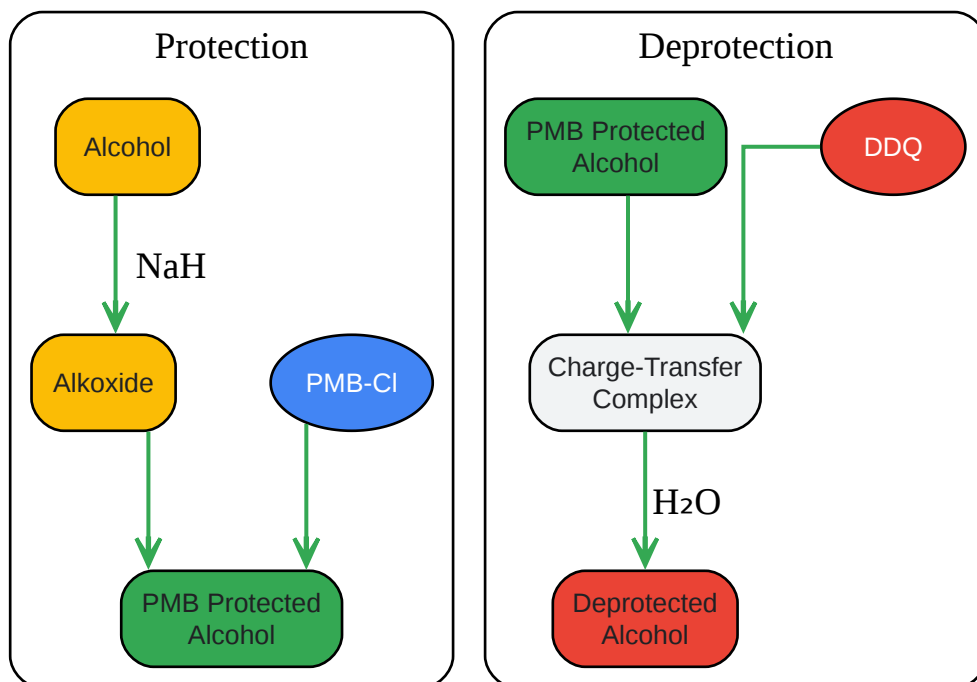 Protection
Alcohol
NaH
Alkoxide
PMB-Cl
PMB Protected
Alcohol
Deprotection
PMB Protected
Alcohol
DDQ
Charge-Transfer
Complex
H₂O
Deprotected
Alcohol